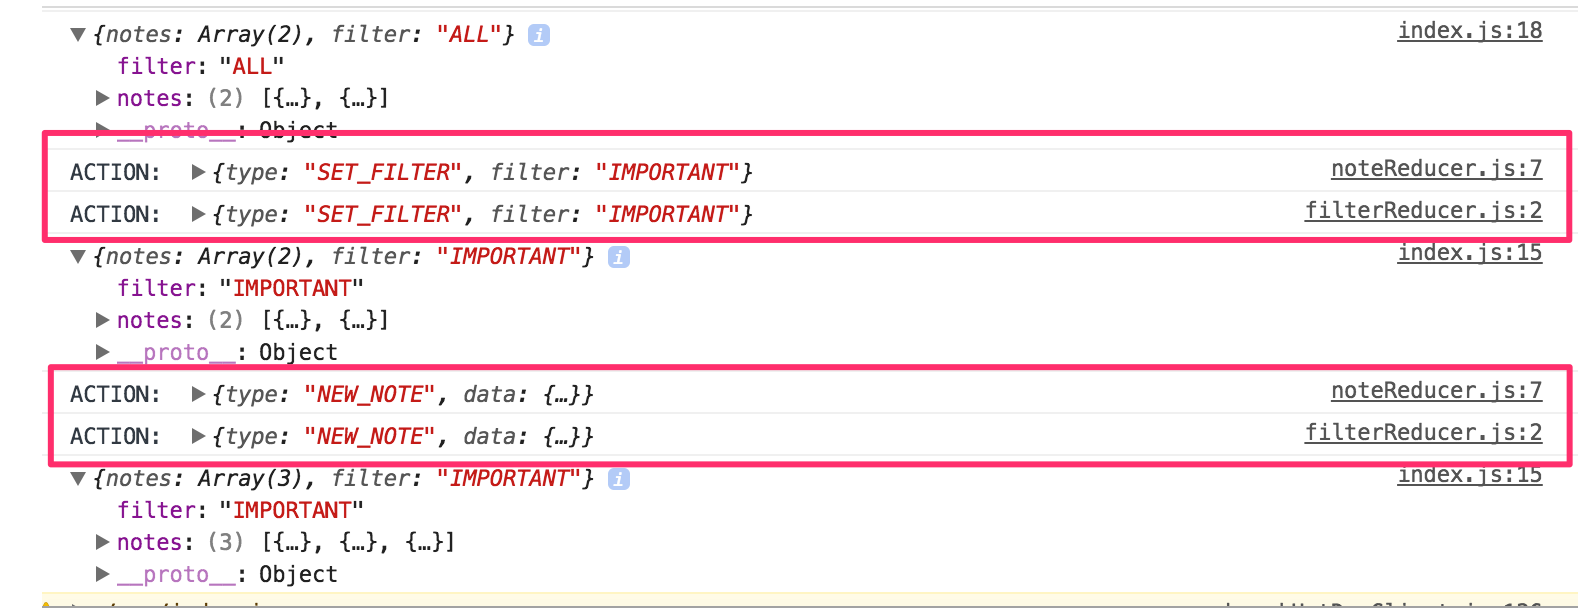 ▼{notes: Array(2), filter: "ALL"} i index.js:18
filter: "ALL"
▶notes: (2) [{…}, {…}]
▶__proto__: Object
ACTION: ▶{type: "SET_FILTER", filter: "IMPORTANT"} noteReducer.js:7
ACTION: ▶{type: "SET_FILTER", filter: "IMPORTANT"} filterReducer.js:2
▼{notes: Array(2), filter: "IMPORTANT"} i index.js:15
filter: "IMPORTANT"
▶notes: (2) [{…}, {…}]
▶__proto__: Object
ACTION: ▶{type: "NEW_NOTE", data: {…}} noteReducer.js:7
ACTION: ▶{type: "NEW_NOTE", data: {…}} filterReducer.js:2
▼{notes: Array(3), filter: "IMPORTANT"} i index.js:15
filter: "IMPORTANT"
▶notes: (3) [{…}, {…}, {…}]
▶__proto__: Object